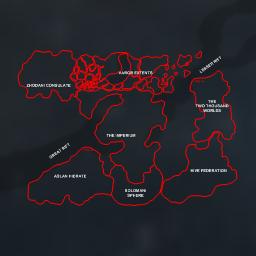 LESSER RIFT
VARGR EXTENTS
ZHODANI CONSULATE
THE
TWO THOUSAND
WORLDS
THE IMPERIUM
GREAT RIFT
ASLAN HIERATE
SOLOMANI
SPHERE
HIVE FEDERATION